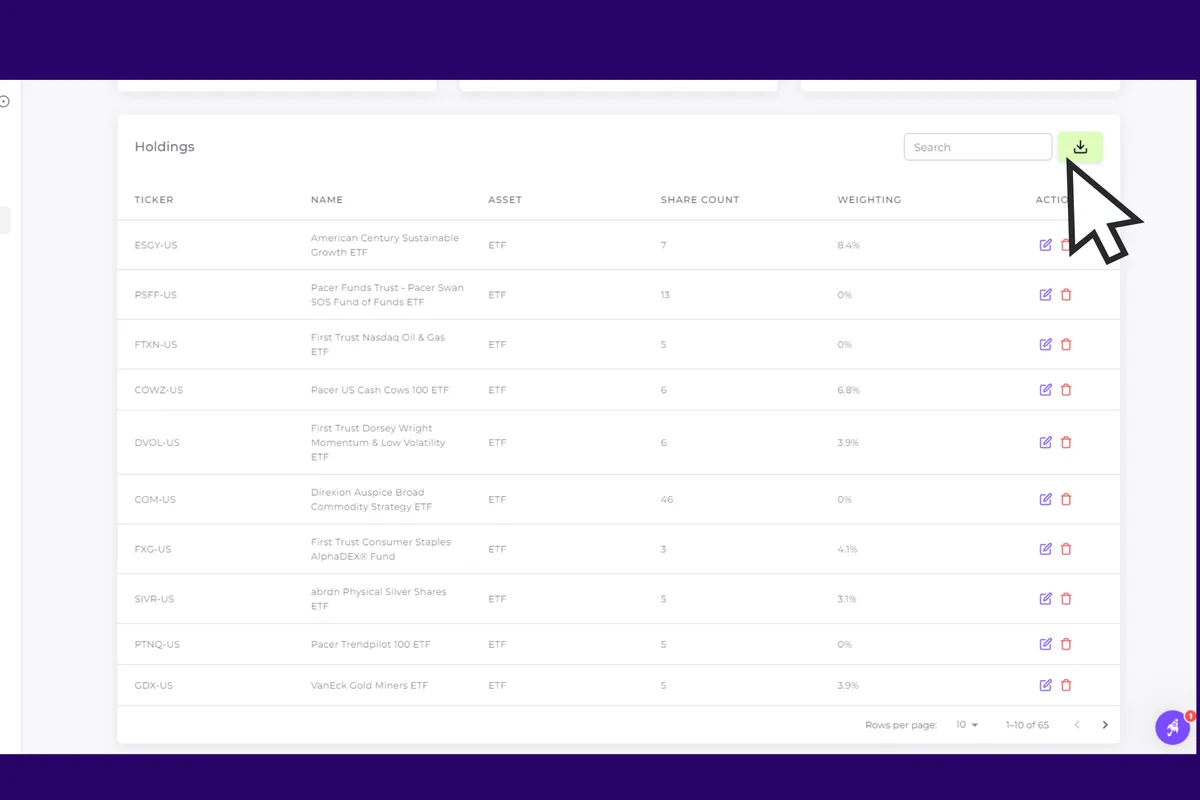 Holdings
Search
TICKER NAME ASSET SHARE COUNT WEIGHTING ACTIO
ESGY-US American Century Sustainable Growth ETF ETF 7 8.4%
PSFF-US Pacer Funds Trust - Pacer Swan SOS Fund of Funds ETF ETF 13 0%
FTXN-US First Trust Nasdaq Oil & Gas ETF ETF 5 0%
COWZ-US Pacer US Cash Cows 100 ETF ETF 6 6.8%
DVOL-US First Trust Dorsey Wright Momentum & Low Volatility ETF ETF 6 3.9%
COM-US Direxion Auspice Broad Commodity Strategy ETF ETF 46 0%
FXG-US First Trust Consumer Staples AlphaDEX® Fund ETF 3 4.1%
SIVR-US abrdn Physical Silver Shares ETF ETF 5 3.1%
PTNQ-US Pacer Trendpilot 100 ETF ETF 5 0%
GDX-US VanEck Gold Miners ETF ETF 5 3.9%
Rows per page: 10 1–10 of 65
1